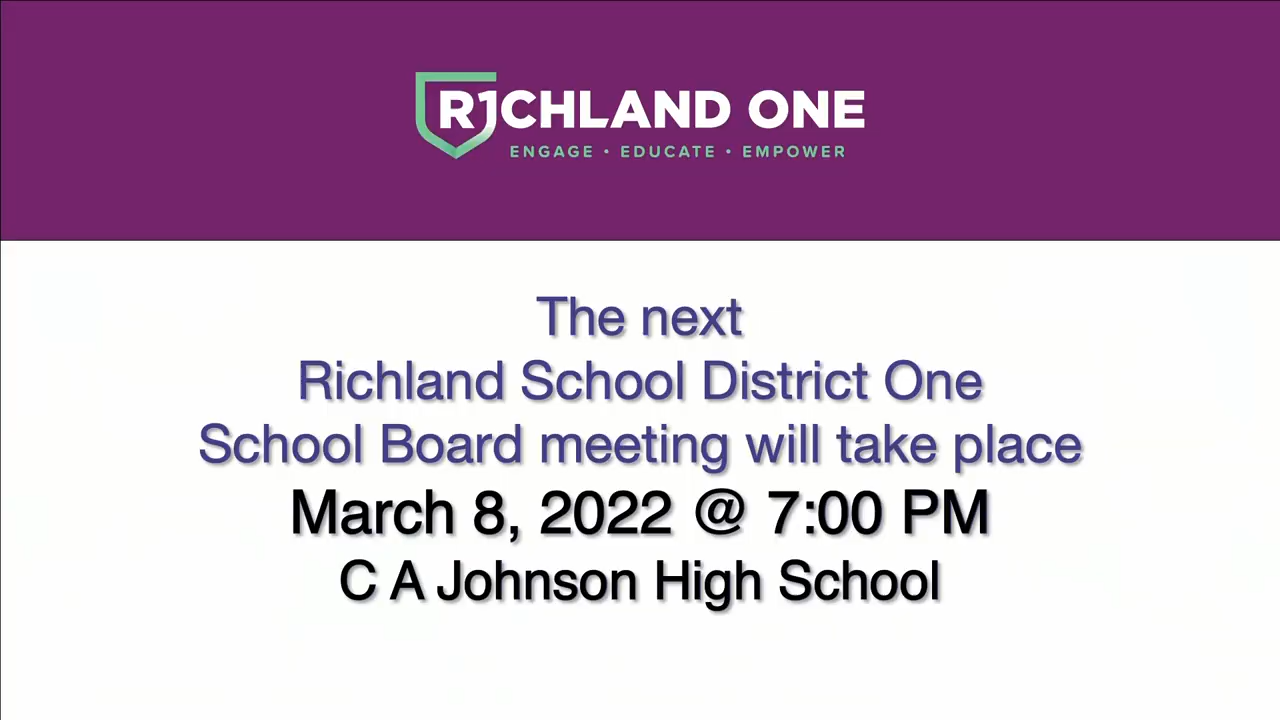 R1CHLAND ONE
ENGAGE • EDUCATE • EMPOWER
The next
Richland School District One
School Board meeting will take place
March 8, 2022 @ 7:00 PM
C A Johnson High School